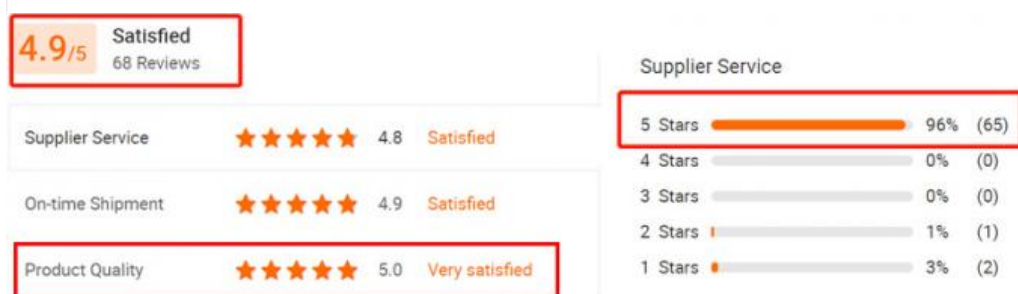 4.9/5
Satisfied
68 Reviews
Supplier Service 4.8 Satisfied
On-time Shipment 4.9 Satisfied
Product Quality 5.0 Very satisfied
Supplier Service
5 Stars 96% (65)
4 Stars 0% (0)
3 Stars 0% (0)
2 Stars 1% (1)
1 Stars 3% (2)